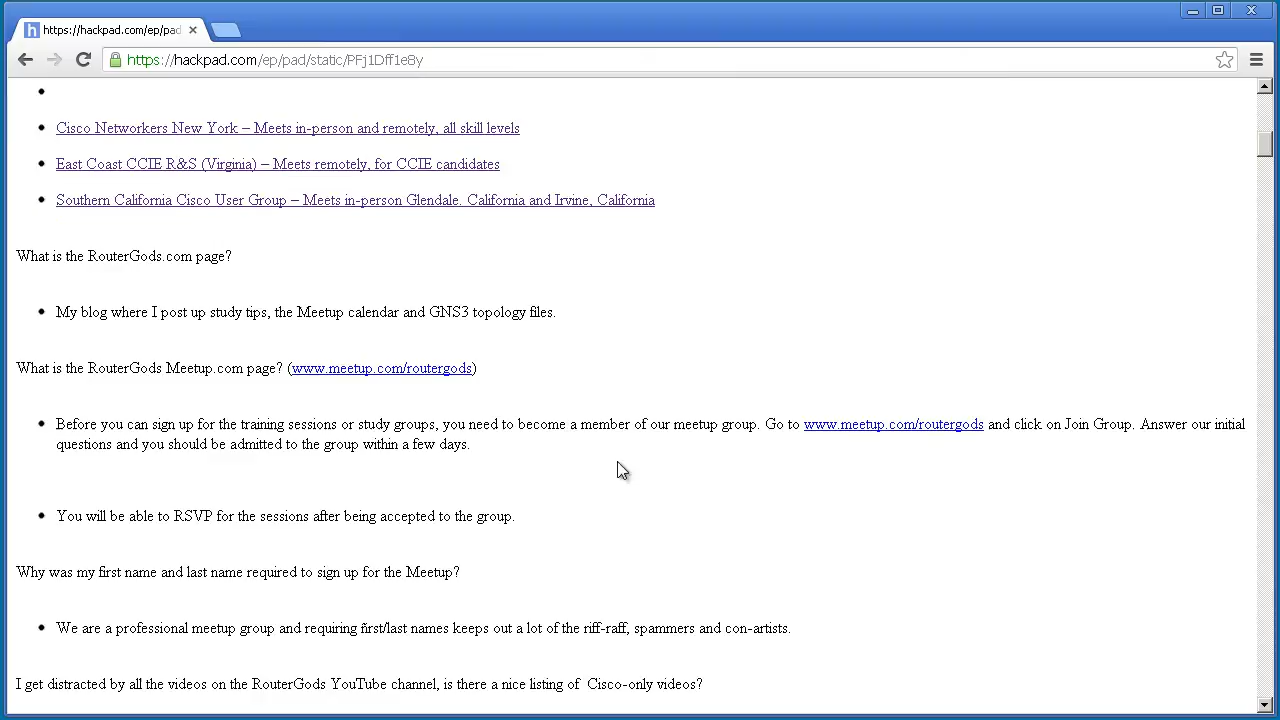 https://hackpad.com/ep/pad
https://hackpad.com/ep/pad/static/PFj1Dff1e8y
Cisco Networkers New York – Meets in-person and remotely, all skill levels
East Coast CCIE R&S (Virginia) – Meets remotely, for CCIE candidates
Southern California Cisco User Group – Meets in-person Glendale, California and Irvine, California
What is the RouterGods.com page?
My blog where I post up study tips, the Meetup calendar and GNS3 topology files.
What is the RouterGods Meetup.com page? (www.meetup.com/routergods)
Before you can sign up for the training sessions or study groups, you need to become a member of our meetup group. Go to www.meetup.com/routergods and click on Join Group. Answer our initial
questions and you should be admitted to the group within a few days.
You will be able to RSVP for the sessions after being accepted to the group.
Why was my first name and last name required to sign up for the Meetup?
We are a professional meetup group and requiring first/last names keeps out a lot of the riff-raff, spammers and con-artists.
I get distracted by all the videos on the RouterGods YouTube channel, is there a nice listing of  Cisco-only videos?